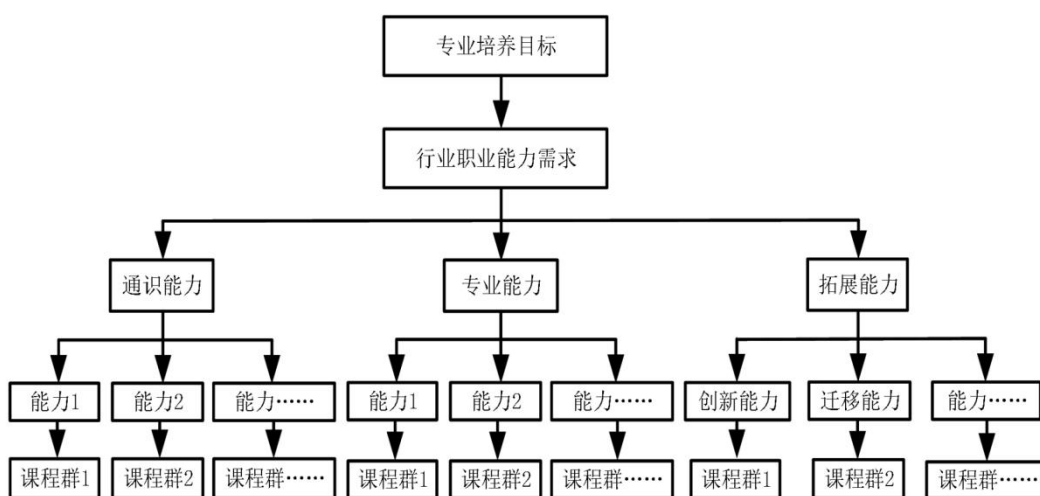 专业培养目标
行业职业能力需求
通识能力
专业能力
拓展能力
能力1
能力2
能力……
能力1
能力2
能力……
创新能力
迁移能力
能力……
课程群1
课程群2
课程群……
课程群1
课程群2
课程群……
课程群1
课程群2
课程群……